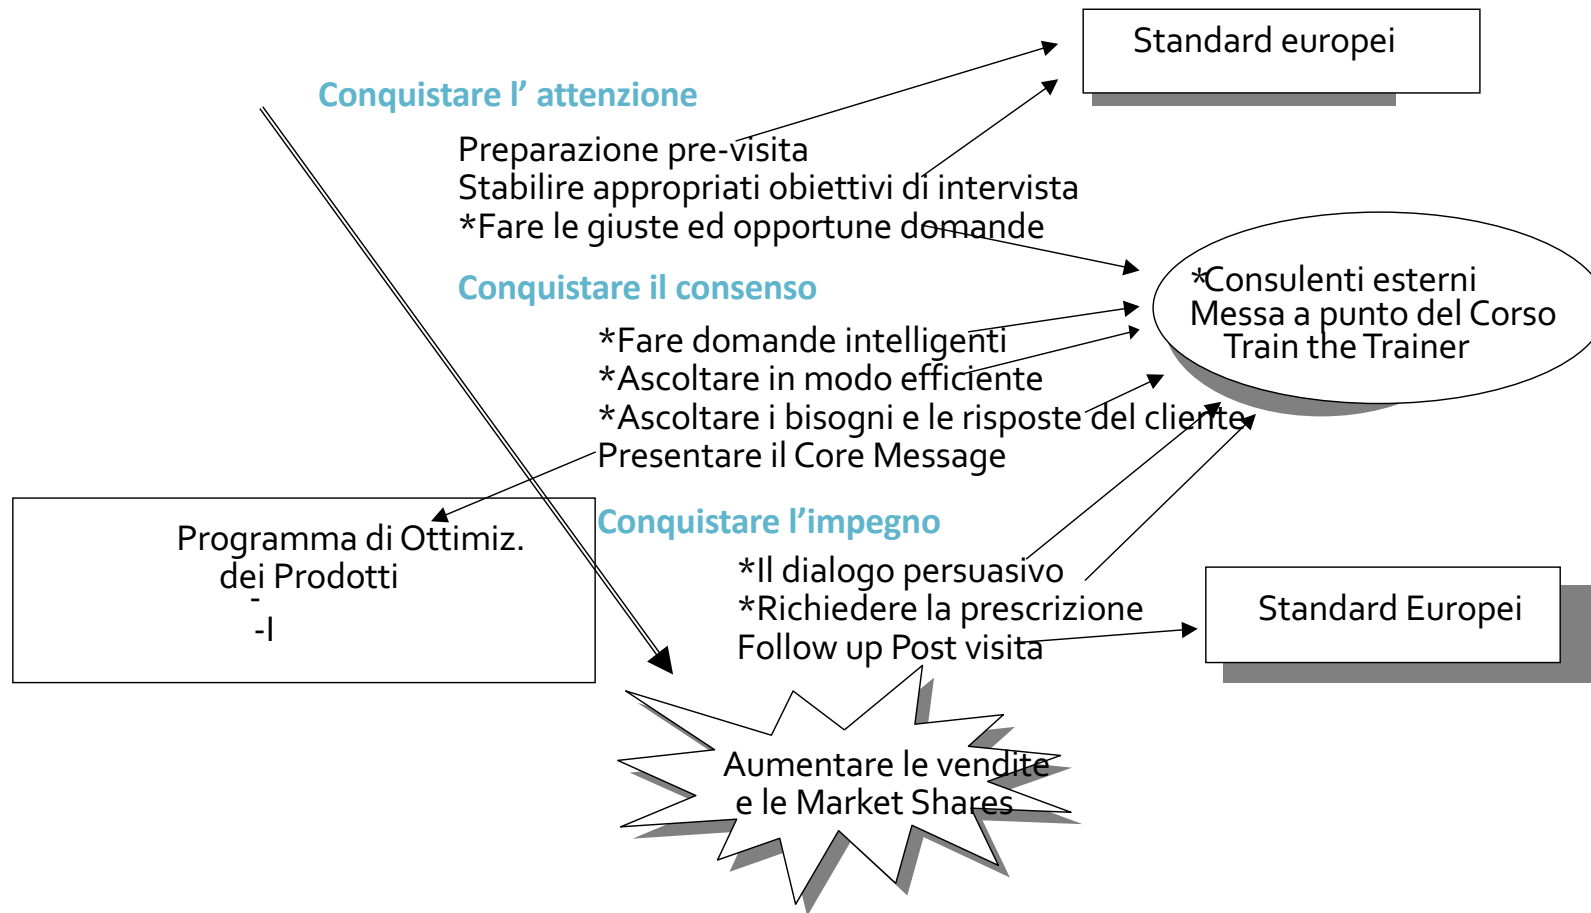 Standard europei
Conquistare l' attenzione
Preparazione pre-visita
Stabilire appropriati obiettivi di intervista
*Fare le giuste ed opportune domande
*Consulenti esterni
Messa a punto del Corso
Train the Trainer
Conquistare il consenso
*Fare domande intelligenti
*Ascoltare in modo efficiente
*Ascoltare i bisogni e le risposte del cliente
Presentare il Core Message
Programma di Ottimiz.
dei Prodotti
-
-I
Conquistare l’impegno
*Il dialogo persuasivo
*Richiedere la prescrizione
Follow up Post visita
Standard Europei
Aumentare le vendite
e le Market Shares